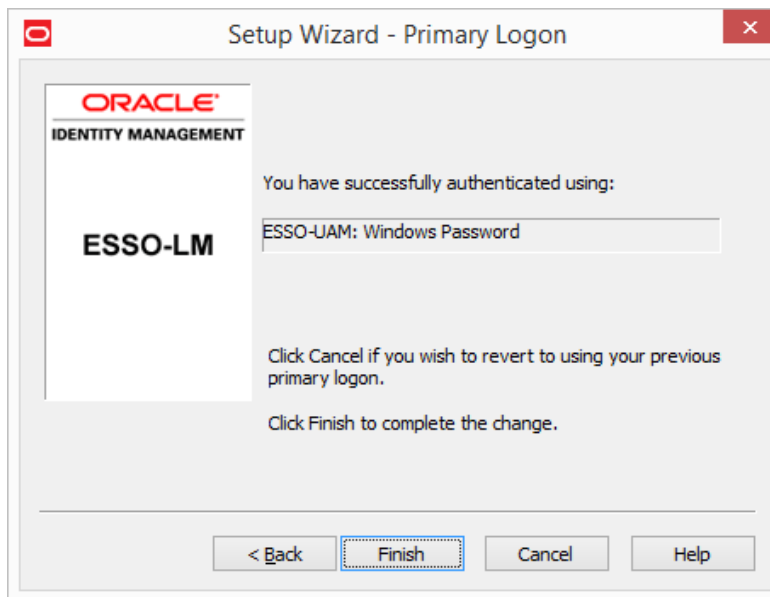 Setup Wizard - Primary Logon
ORACLE
IDENTITY MANAGEMENT
ESSO-LM
You have successfully authenticated using:
ESSO-UAM: Windows Password
Click Cancel if you wish to revert to using your previous
primary logon.
Click Finish to complete the change.
< Back
Finish
Cancel
Help